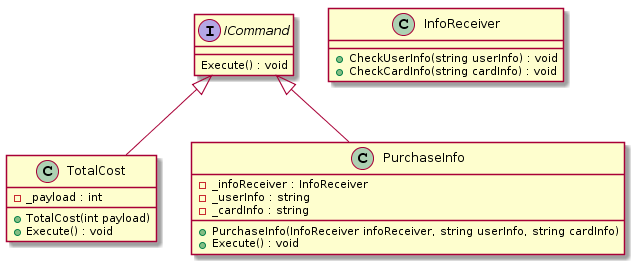 I ICommand
Execute() : void
C InfoReceiver
CheckUserInfo(string userInfo) : void
CheckCardInfo(string cardInfo) : void
C TotalCost
_payload : int
TotalCost(int payload)
Execute() : void
C PurchaseInfo
_infoReceiver : InfoReceiver
_userInfo : string
_cardInfo : string
PurchaseInfo(InfoReceiver infoReceiver, string userInfo, string cardInfo)
Execute() : void